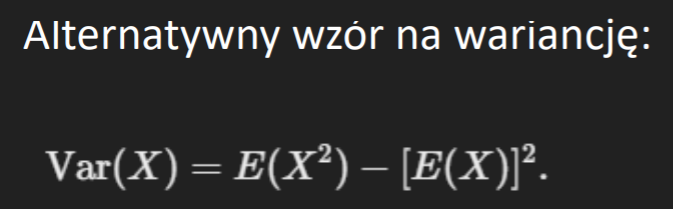 Alternatywny wzór na wariancję:
Var(X) = E(X²) – [E(X)]².